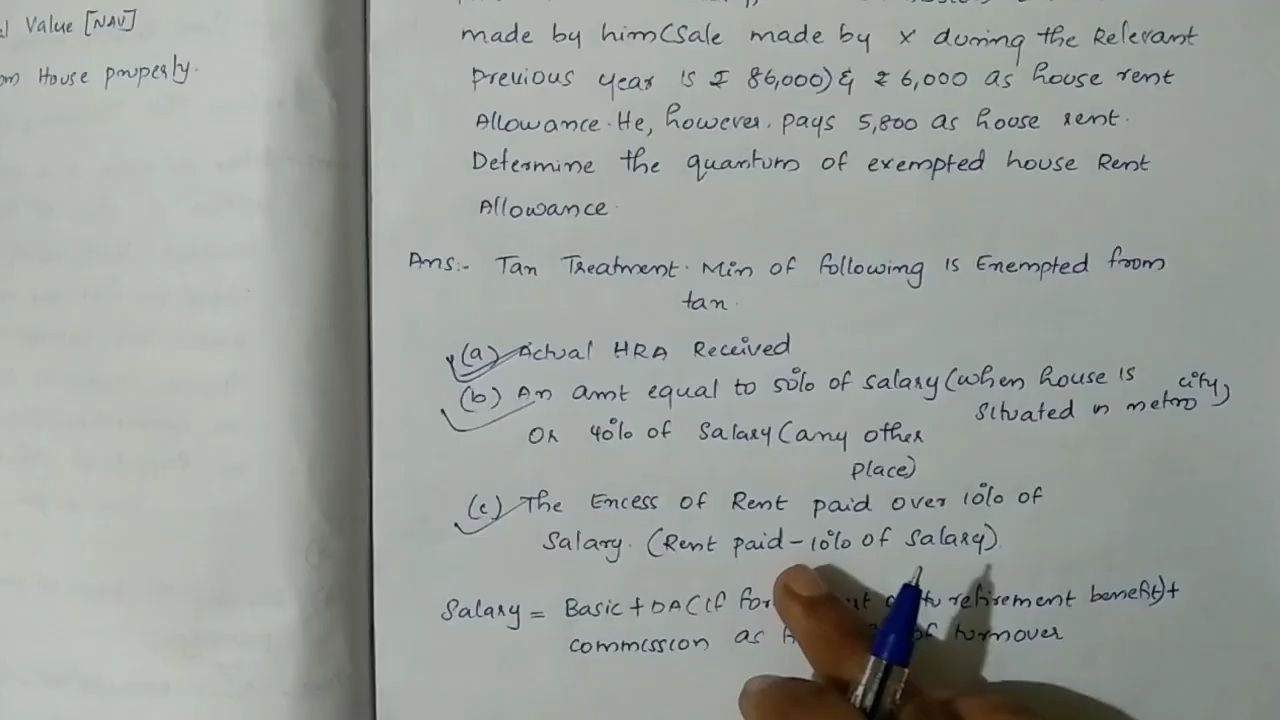 Value [NAV]
House property.
made by him (Sale made by x during the Relevant
previous year is ₹ 86,000) & ₹ 6,000 as house rent
Allowance. He, however. pays 5,800 as house rent.
Determine the quantum of exempted house Rent
Allowance.
Ans:- Tax Treatment. Min of following is Exempted from
tax.
(a) Actual HRA Received
(b) An amt equal to 50% of salary (when house is
situated in metro city)
OR 40% of salary (any other
place)
(c) The Excess of Rent paid over 10% of
salary. (Rent paid - 10% of salary)
Salary = Basic + DA (if retirement benefit) +
commission as of turnover